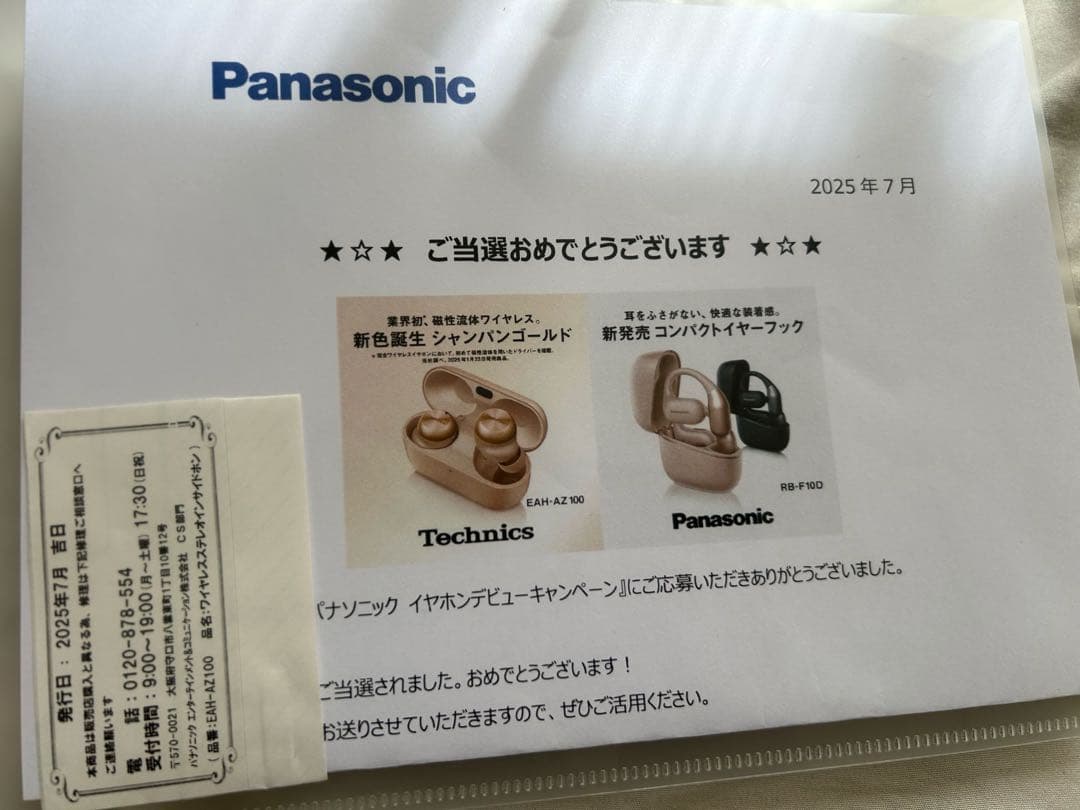 Panasonic
2025年7月
★☆★ ご当選おめでとうございます ★☆★
業界初*、磁性流体ワイヤレス。
新色誕生 シャンパンゴールド
EAH-AZ100
Technics
耳をふさがない、快適な装着感。
新発売 コンパクトイヤーフック
RB-F10D
Panasonic
パナソニック イヤホンデビューキャンペーン』にご応募いただきありがとうございました。
ご当選されました。おめでとうございます！
お送りさせていただきますので、ぜひご活用ください。
発行日： 2025年7月 吉日
本商品は販売店購入と異なる為、修理は下記修理ご相談窓口へ
ご連絡願います
電 話：0120-878-554
受付時間：9:00～19:00(月～土曜) 17:30(日祝)
〒570-0021 大阪府守口市八雲東町1丁目10番12号
パナソニック エンターテインメント&コミュニケーション株式会社 CS部門
(品番:EAH-AZ100 品名:ワイヤレスステレオインサイドホン)